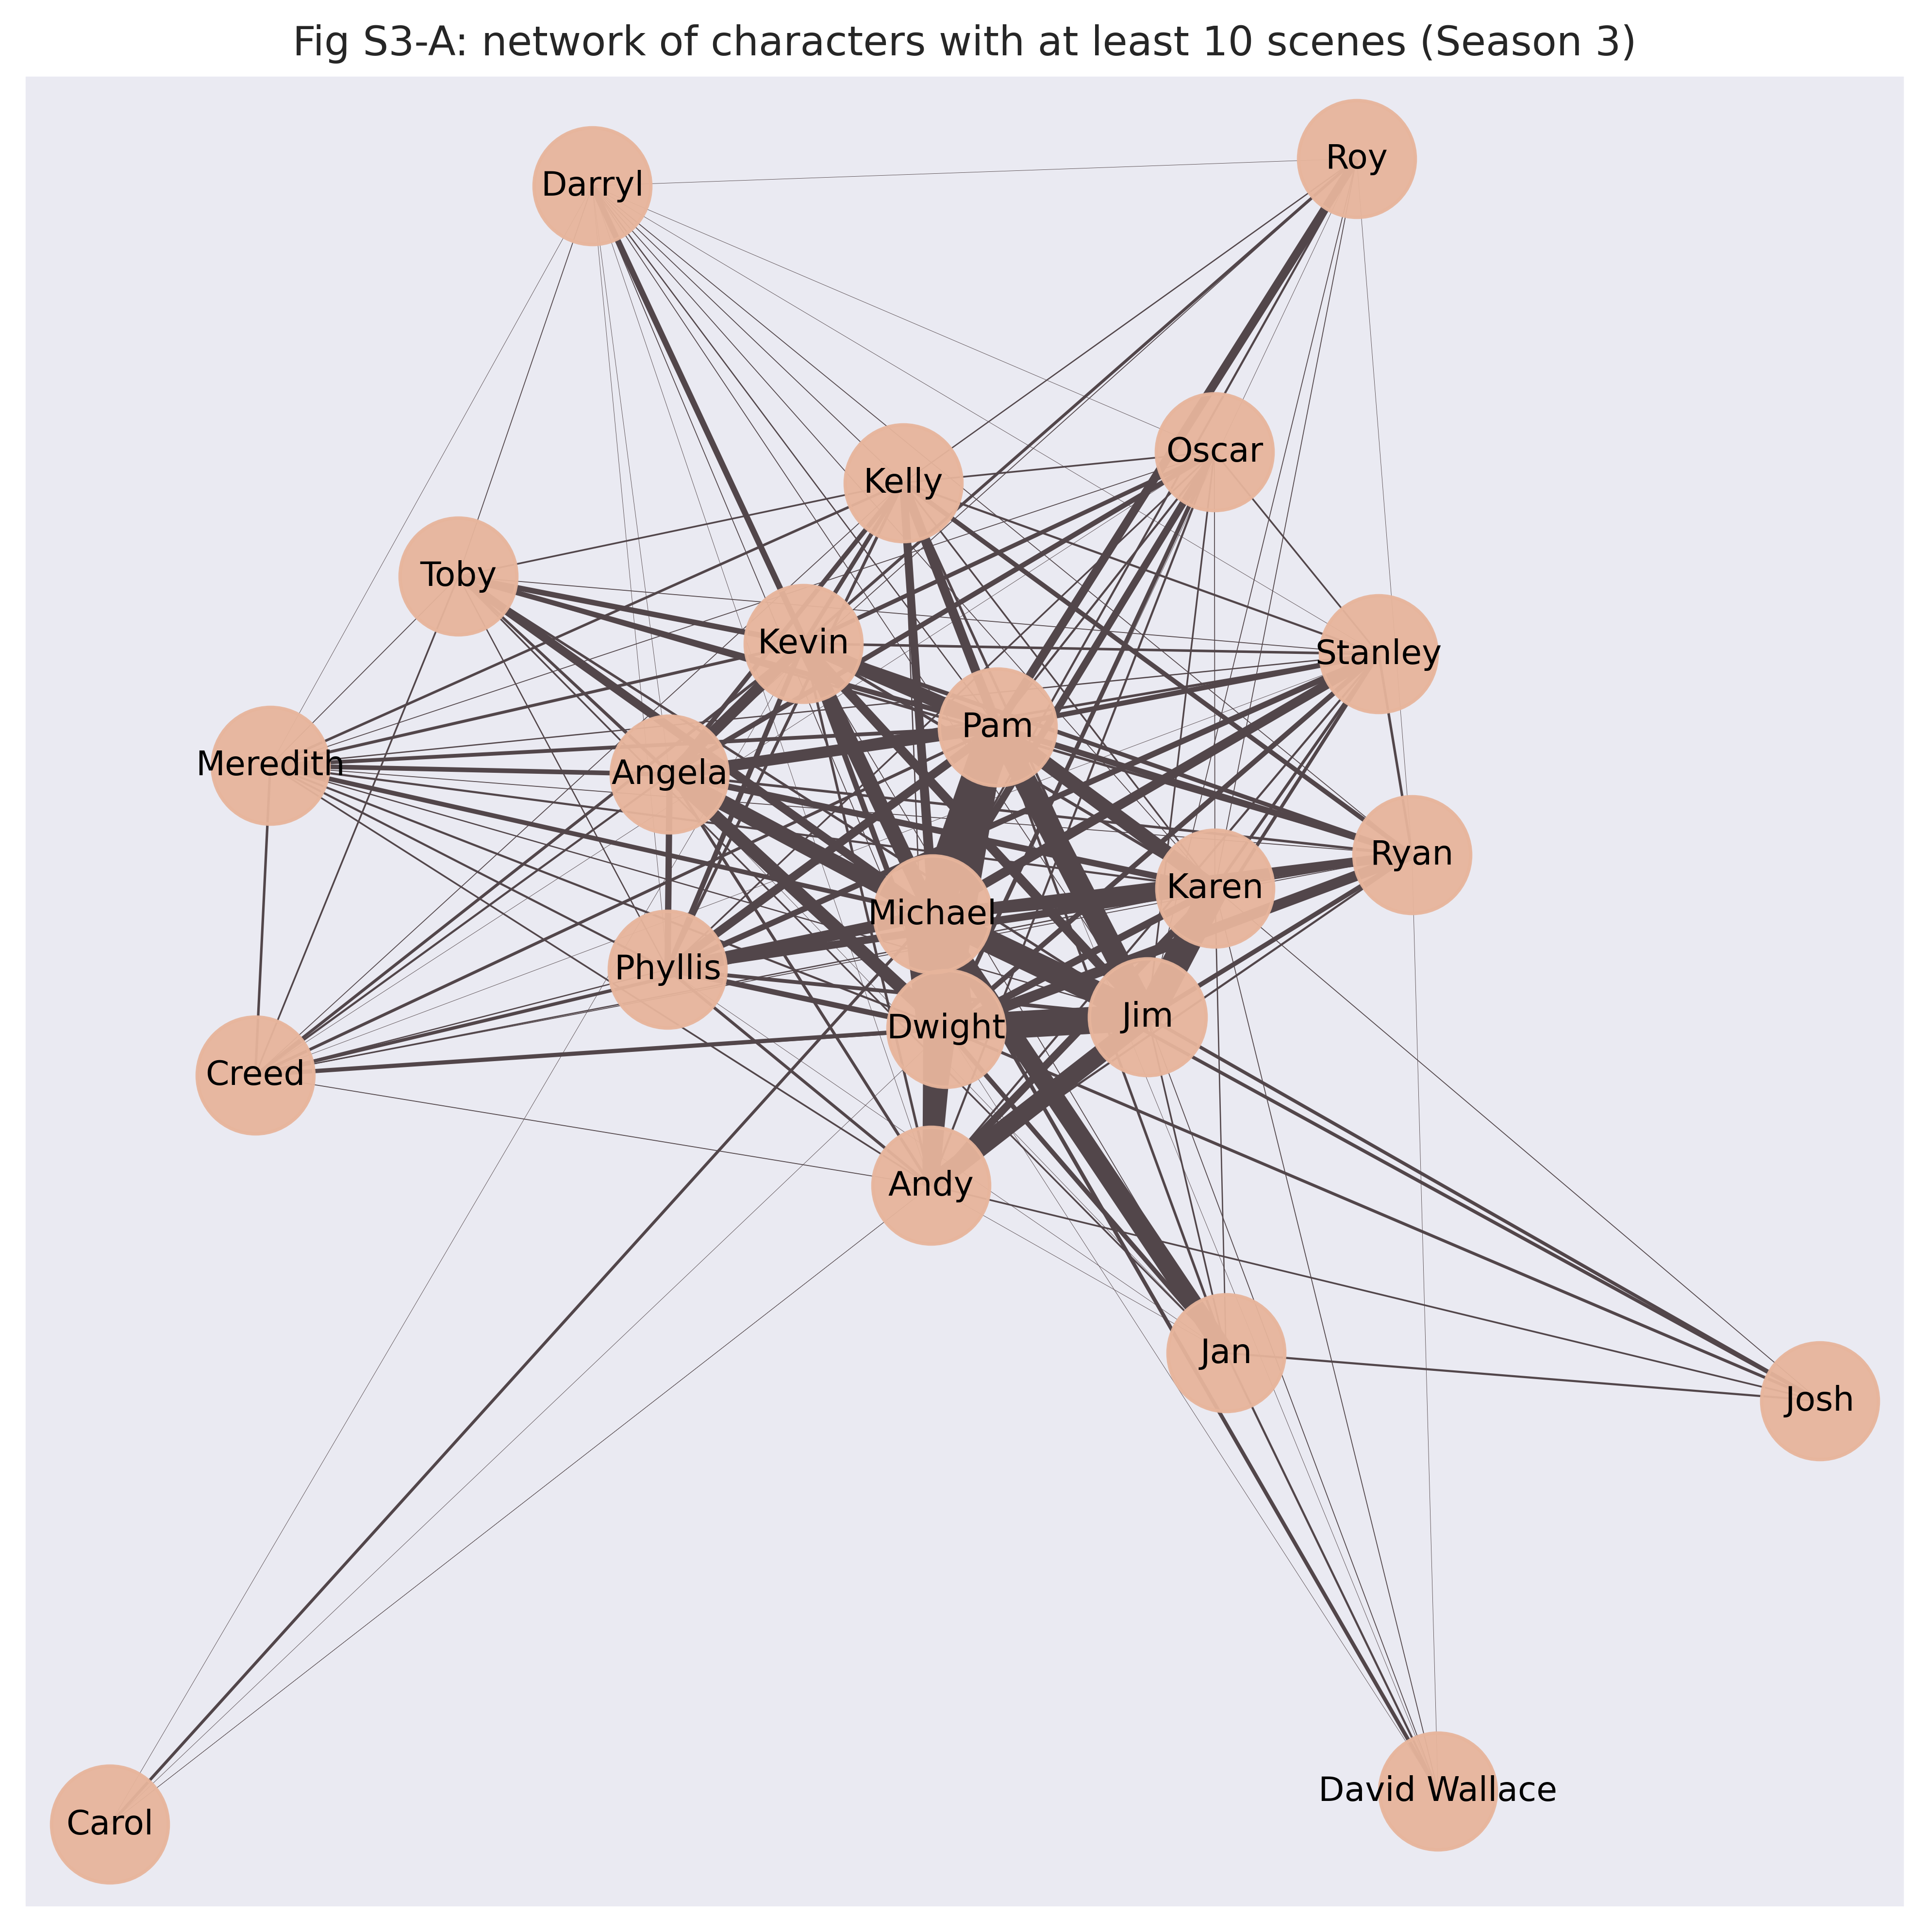 Fig S3-A: network of characters with at least 10 scenes (Season 3)
Roy
Darryl
Oscar
Kelly
Toby
Kevin
Stanley
Pam
Meredith
Angela
Ryan
Karen
Michael
Phyllis
Jim
Dwight
Creed
Andy
Jan
Josh
David Wallace
Carol